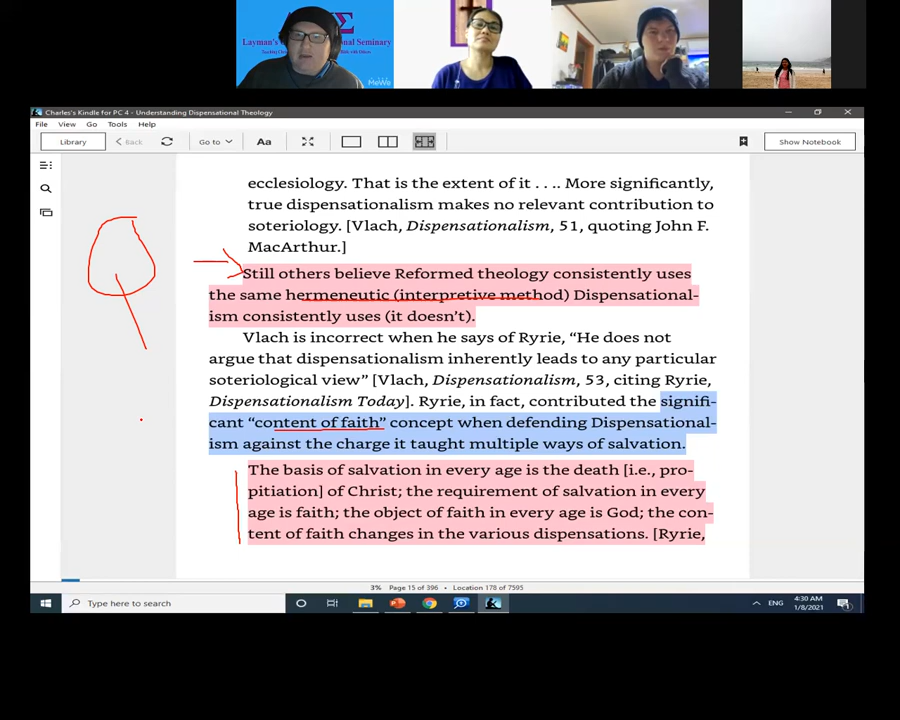 Layman's
Σ
onal Seminary
MeWe
Charles's Kindle for PC 4 - Understanding Dispensational Theology
File View Go Tools Help
Library Back Go to Aa Show Notebook
ecclesiology. That is the extent of it . . .. More significantly,
true dispensationalism makes no relevant contribution to
soteriology. [Vlach, Dispensationalism, 51, quoting John F.
MacArthur.]
Still others believe Reformed theology consistently uses
the same hermeneutic (interpretive method) Dispensational-
ism consistently uses (it doesn't).
Vlach is incorrect when he says of Ryrie, “He does not
argue that dispensationalism inherently leads to any particular
soteriological view” [Vlach, Dispensationalism, 53, citing Ryrie,
Dispensationalism Today]. Ryrie, in fact, contributed the signifi-
cant “content of faith” concept when defending Dispensational-
ism against the charge it taught multiple ways of salvation.
The basis of salvation in every age is the death [i.e., pro-
pitiation] of Christ; the requirement of salvation in every
age is faith; the object of faith in every age is God; the con-
tent of faith changes in the various dispensations. [Ryrie,
3% Page 15 of 396 Location 178 of 7595
Type here to search
ENG
4:30 AM
1/8/2021